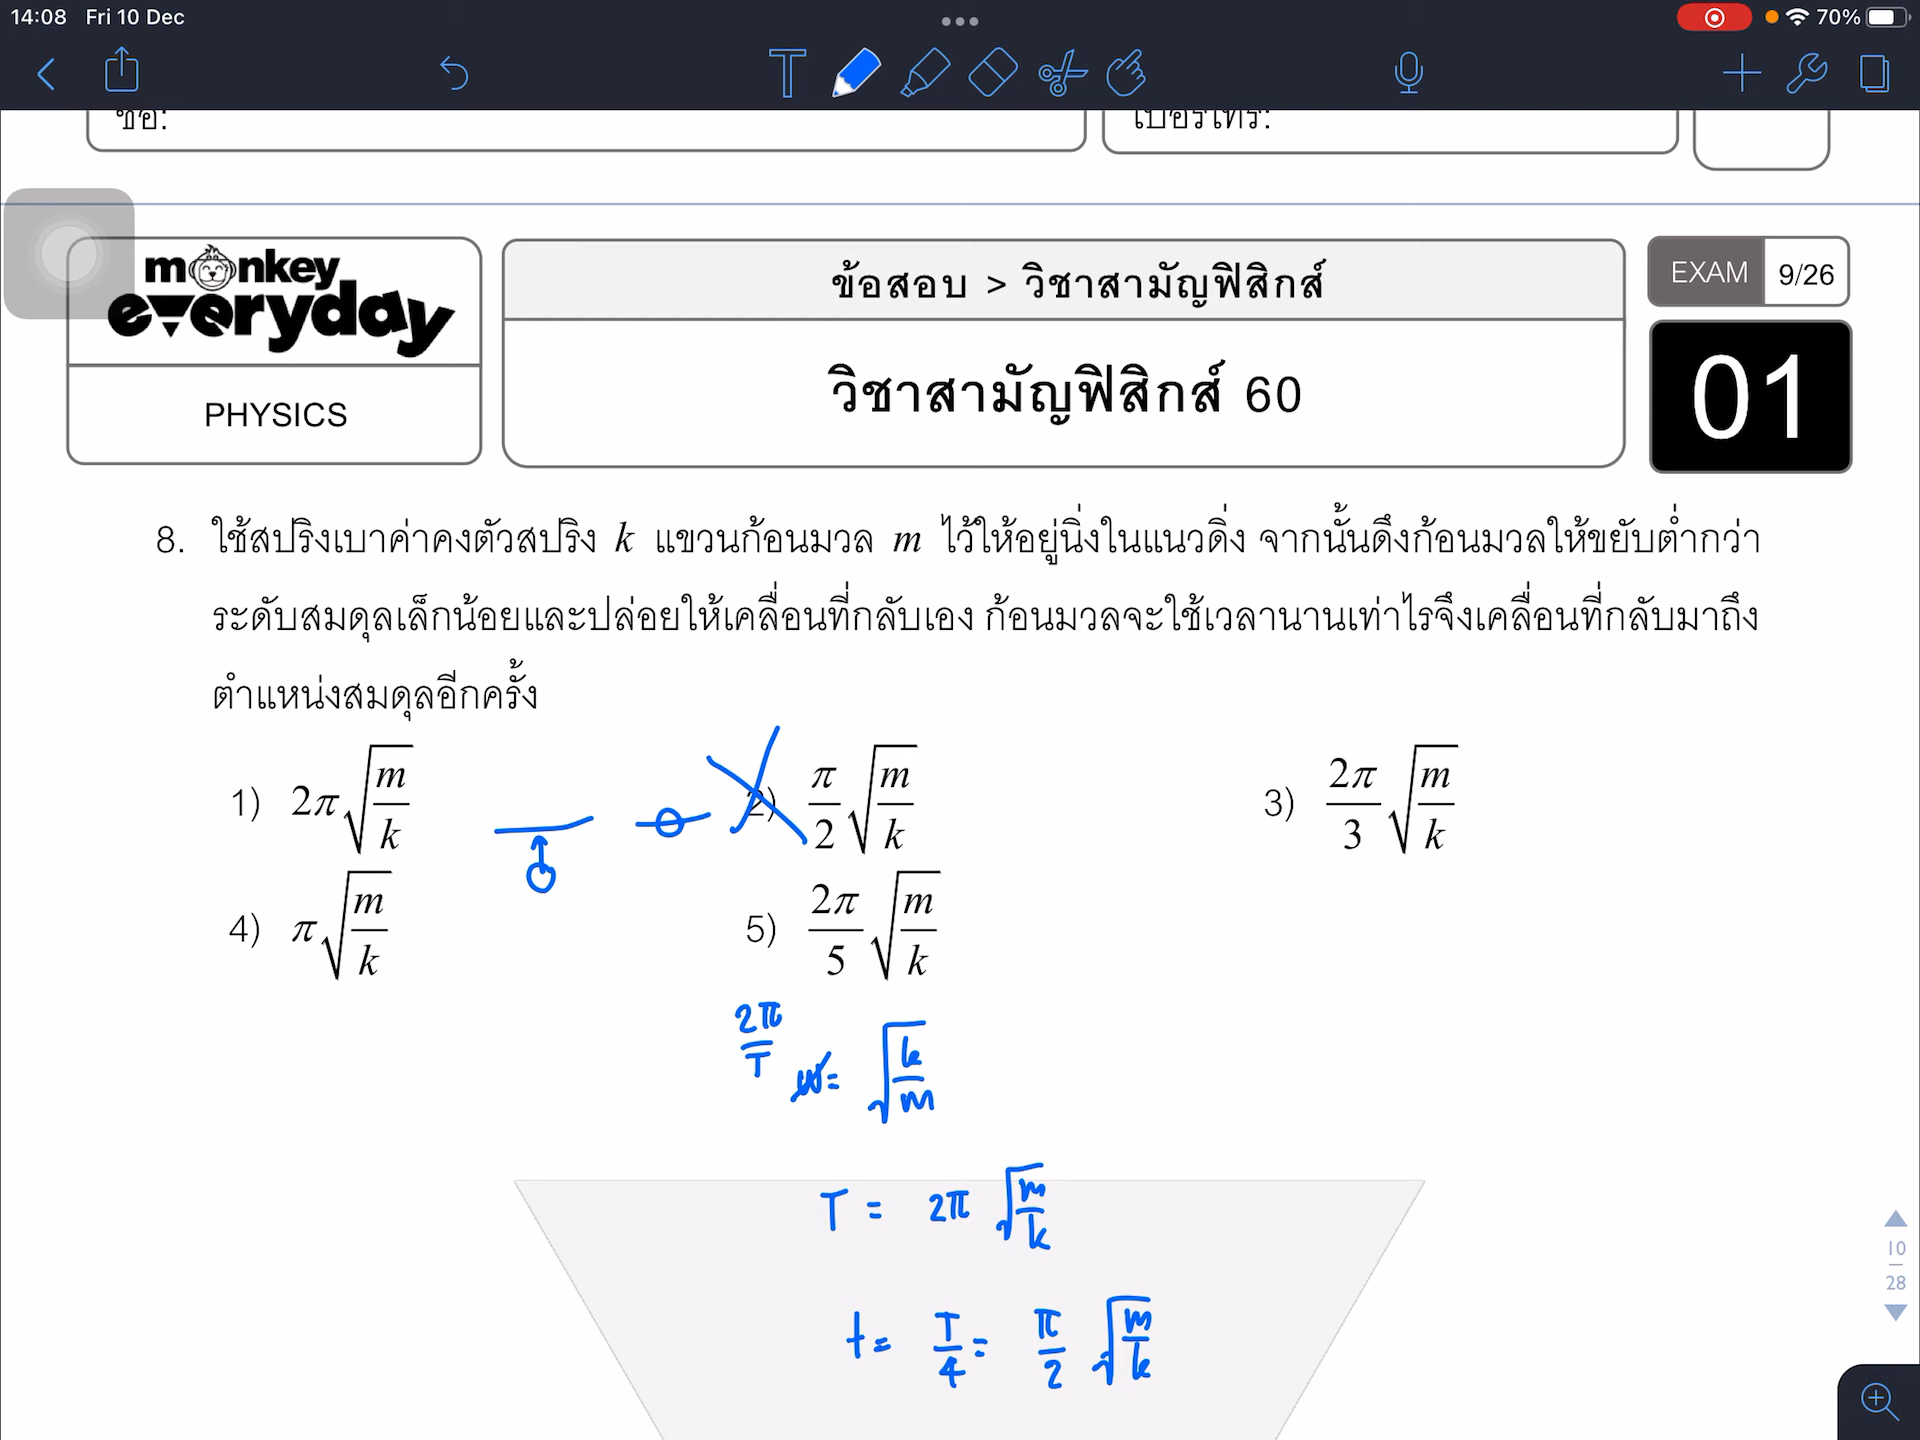 14:08 Fri 10 Dec
70%
ชื่อ:
เบอร์โทร:
monkey
everyday
PHYSICS
ข้อสอบ > วิชาสามัญฟิสิกส์
วิชาสามัญฟิสิกส์ 60
EXAM 9/26
01
8. ใช้สปริงเบาค่าคงตัวสปริง k แขวนก้อนมวล m ไว้ให้อยู่นิ่งในแนวดิ่ง จากนั้นดึงก้อนมวลให้ขยับต่ำกว่า
ระดับสมดุลเล็กน้อยและปล่อยให้เคลื่อนที่กลับเอง ก้อนมวลจะใช้เวลานานเท่าไรจึงเคลื่อนที่กลับมาถึง
ตำแหน่งสมดุลอีกครั้ง
1) 2π√(m/k)
2) π/2 √(m/k)
3) 2π/3 √(m/k)
4) π√(m/k)
5) 2π/5 √(m/k)
2π/T ω = √(k/m)
T = 2π √(m/k)
t = T/4 = π/2 √(m/k)
10
28